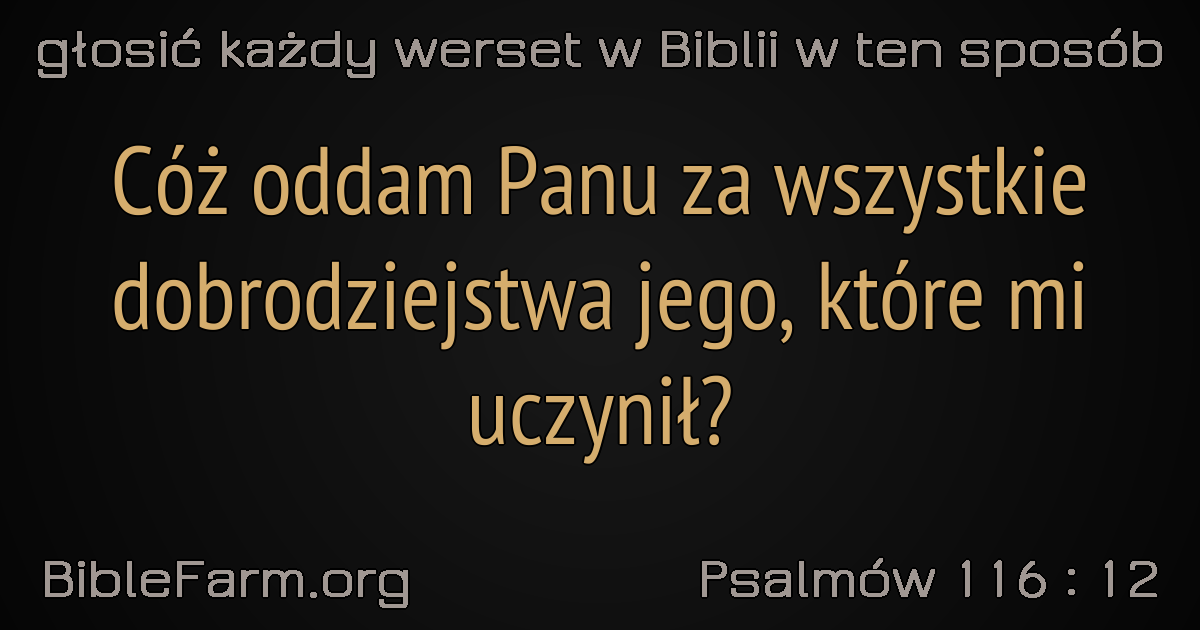 głosić każdy werset w Biblii w ten sposób
Cóż oddam Panu za wszystkie
dobrodziejstwa jego, które mi
uczynił?
BibleFarm.org
Psalmów 116 : 12